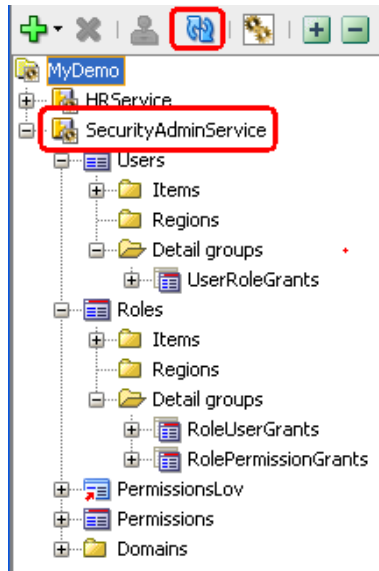 MyDemo
HRService
SecurityAdminService
Users
Items
Regions
Detail groups
UserRoleGrants
Roles
Items
Regions
Detail groups
RoleUserGrants
RolePermissionGrants
PermissionsLov
Permissions
Domains